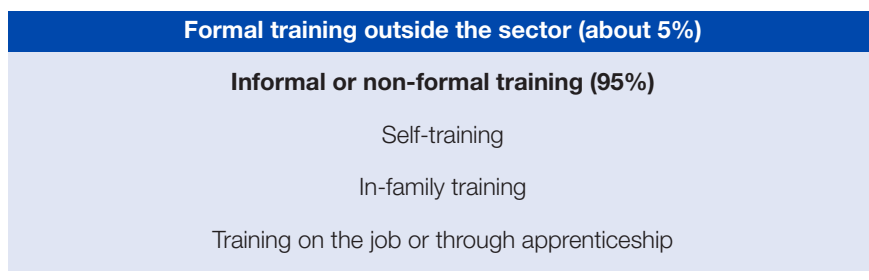 Formal training outside the sector (about 5%)
Informal or non-formal training (95%)
Self-training
In-family training
Training on the job or through apprenticeship